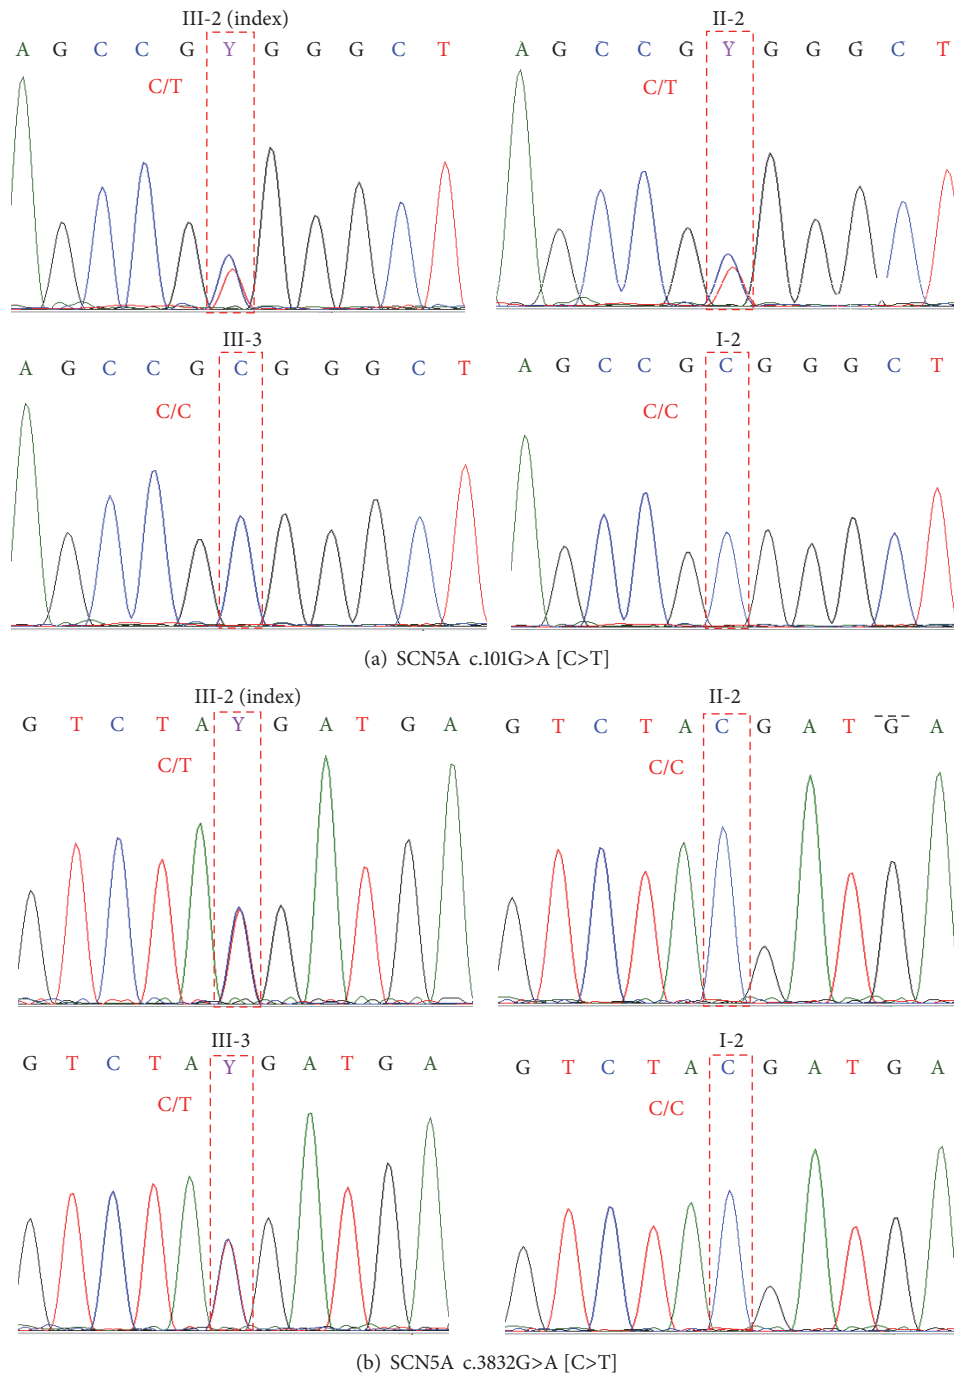 III-2 (index) II-2
A G C C G Y G G G C T A G C C G Y G G G C T
C/T C/T
III-3 I-2
A G C C G C G G G C T A G C C G C G G G C T
C/C C/C
(a) SCN5A c.101G>A [C>T]
III-2 (index) II-2
G T C T A Y G A T G A G T C T A C G A T G A
C/T C/C
III-3 I-2
G T C T A Y G A T G A G T C T A C G A T G A
C/T C/C
(b) SCN5A c.3832G>A [C>T]